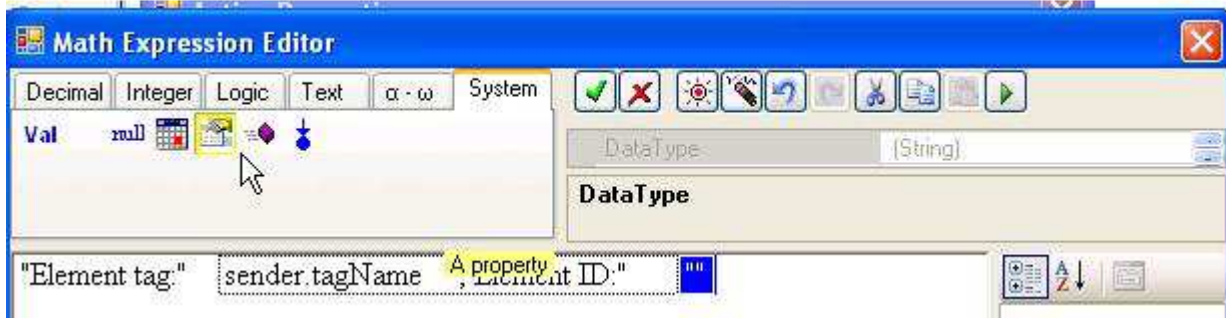 Math Expression Editor
Decimal Integer Logic Text α - ω System
Val null
DataType (String)
DataType
"Element tag:" sender.tagName , Element ID:" ""
A property